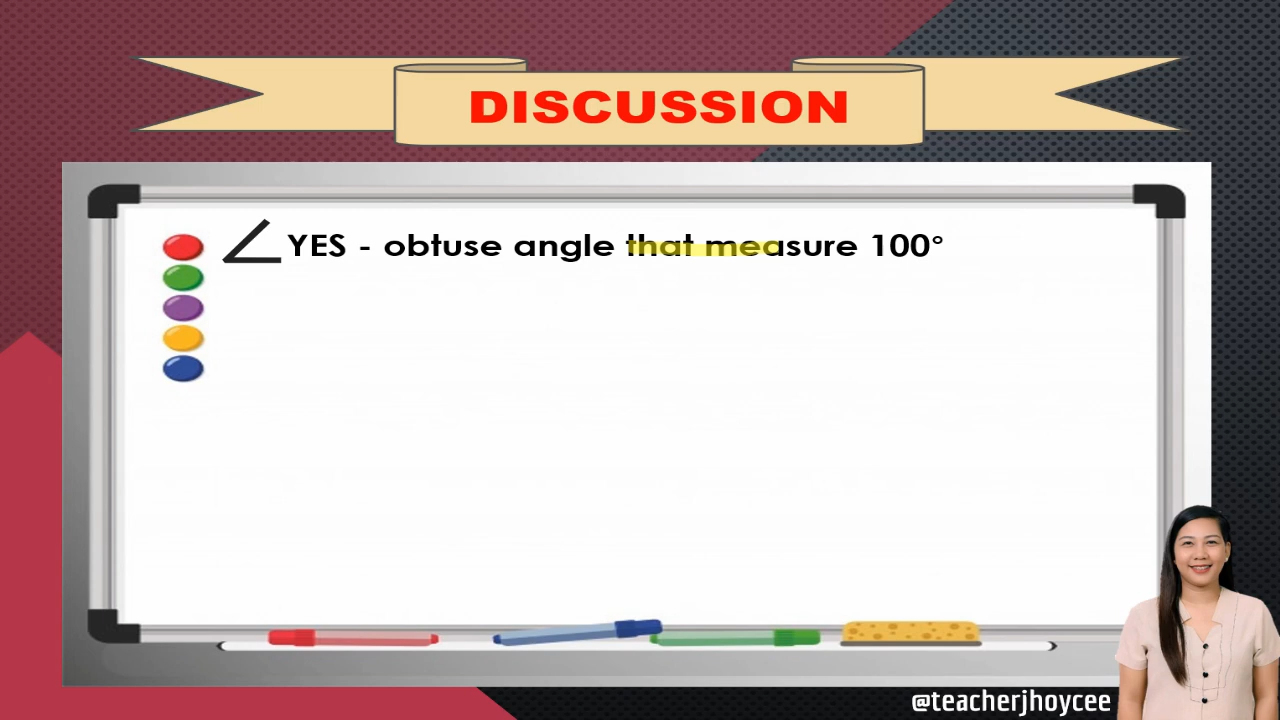 DISCUSSION
∠YES - obtuse angle that measure 100°
@teacherjhoycee